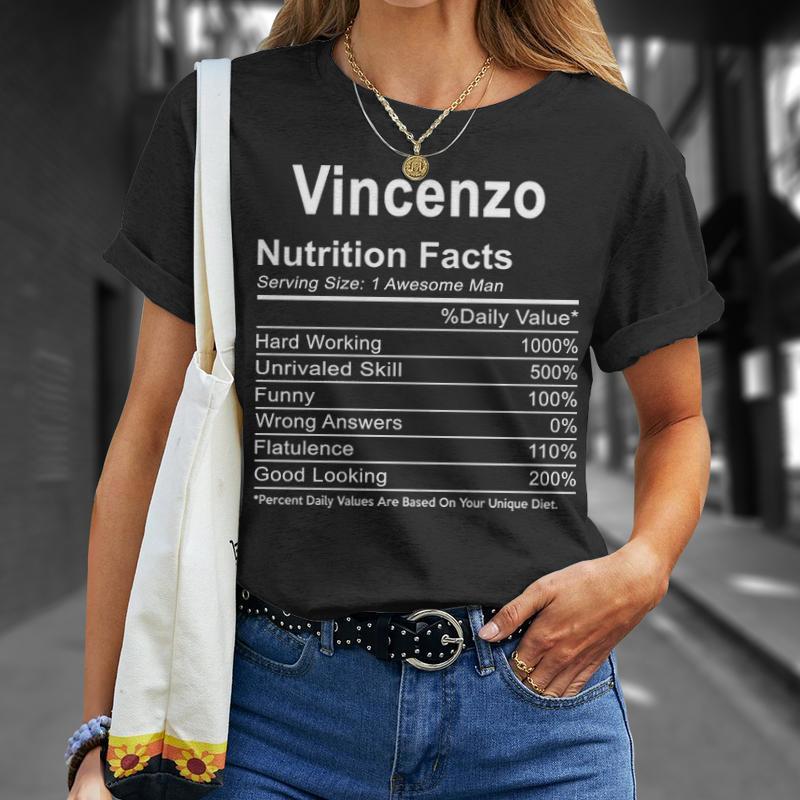 Vincenzo
Nutrition Facts
Serving Size: 1 Awesome Man
%Daily Value*
Hard Working 1000%
Unrivaled Skill 500%
Funny 100%
Wrong Answers 0%
Flatulence 110%
Good Looking 200%
*Percent Daily Values Are Based On Your Unique Diet.